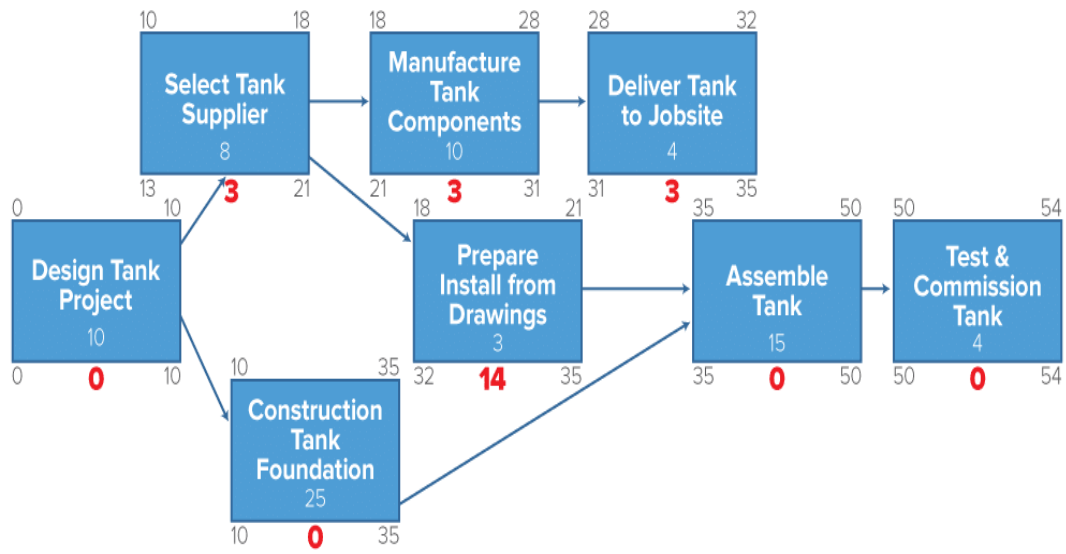 10 18
Select Tank
Supplier
8
13 3 21
18 28
Manufacture
Tank
Components
10
21 3 31
28 32
Deliver Tank
to Jobsite
4
31 3 35
0 10
Design Tank
Project
10
0 0 10
18 21
Prepare
Install from
Drawings
3
32 14 35
35 50
Assemble
Tank
15
35 0 50
50 54
Test &
Commission
Tank
4
50 0 54
10 35
Construction
Tank
Foundation
25
10 0 35